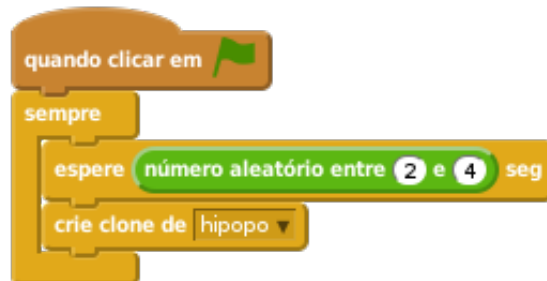 quando clicar em
sempre
espere número aleatório entre 2 e 4 seg
crie clone de hipopo